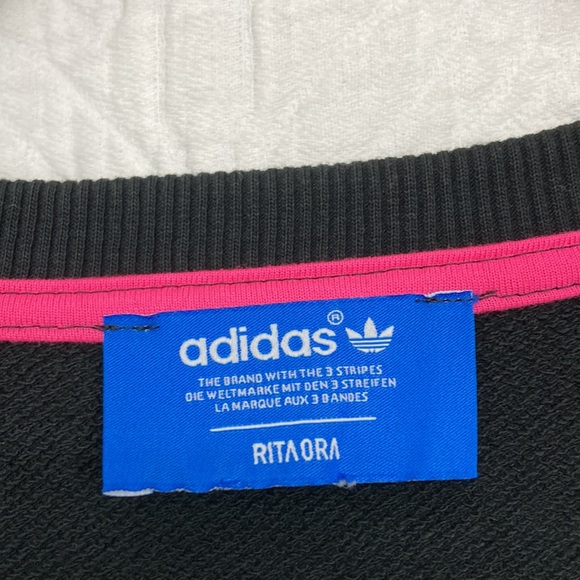 adidas®
THE BRAND WITH THE 3 STRIPES
DIE WELTMARKE MIT DEN 3 STREIFEN
LA MARQUE AUX 3 BANDES
RITA ORA